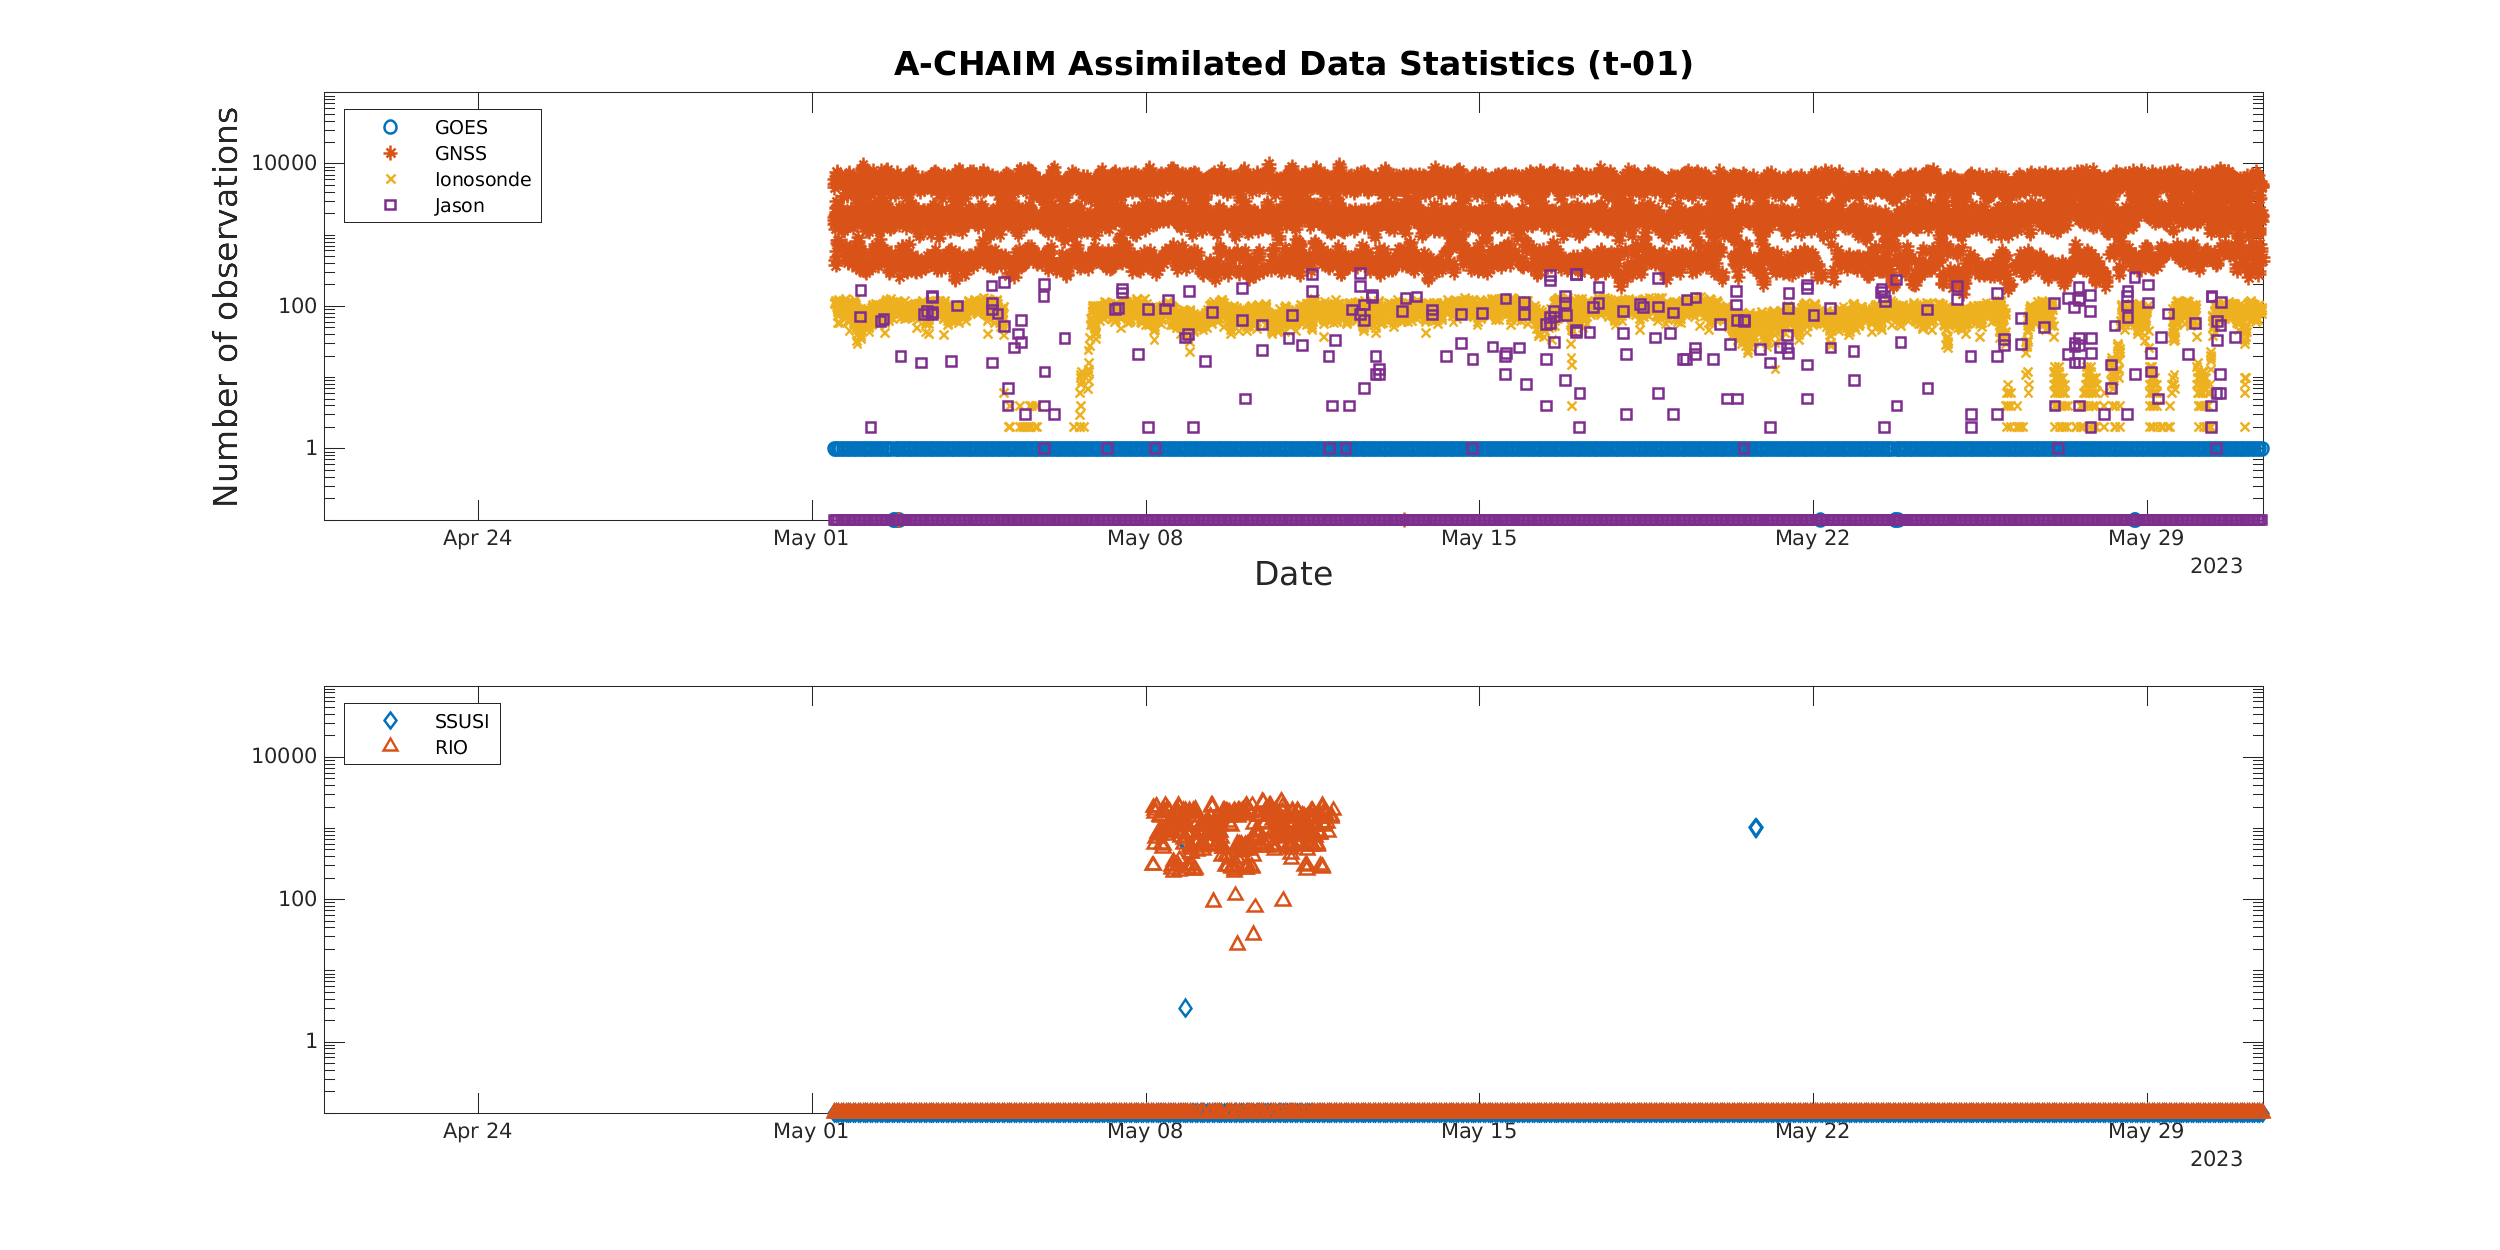 A-CHAIM Assimilated Data Statistics (t-01)
Number of observations
GOES
GNSS
Ionosonde
Jason
10000
100
1
Apr 24
May 01
May 08
May 15
May 22
May 29
2023
Date
SSUSI
RIO
10000
100
1
Apr 24
May 01
May 08
May 15
May 22
May 29
2023